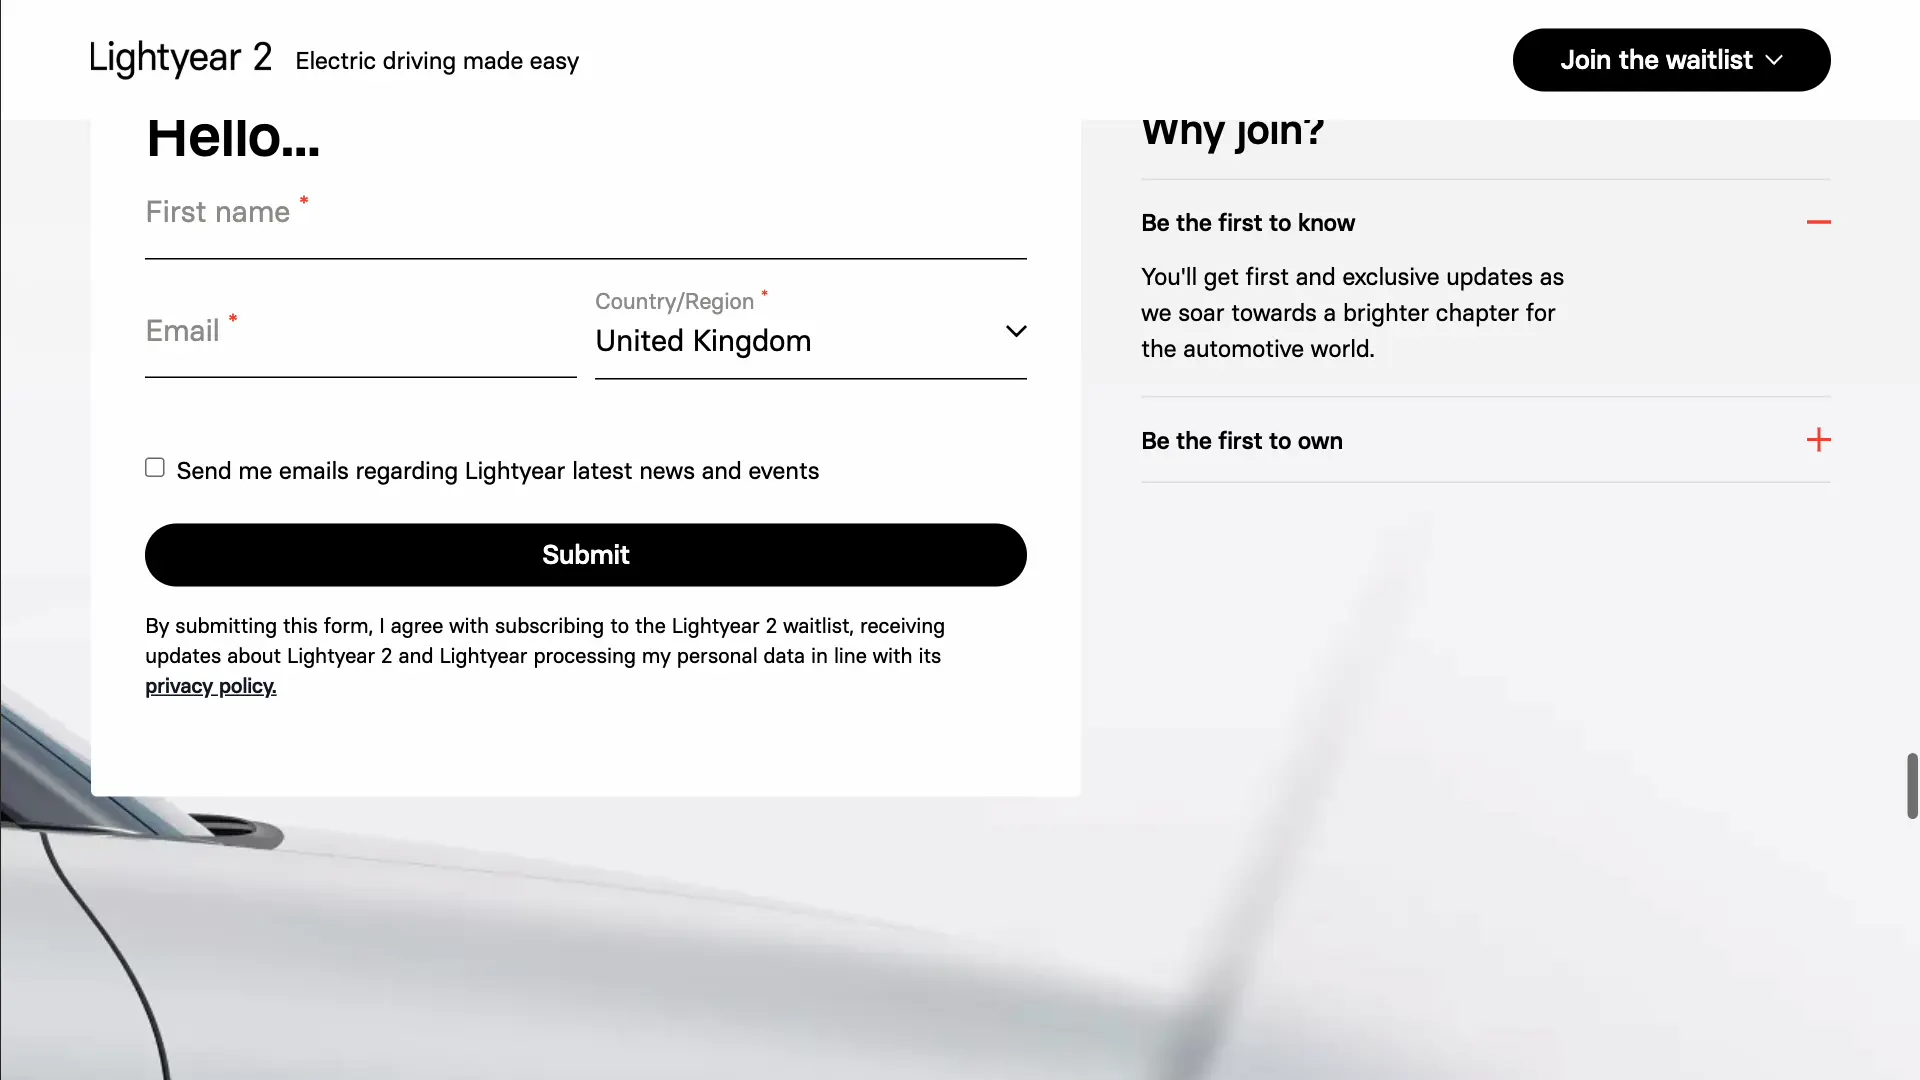 Lightyear 2 Electric driving made easy
Join the waitlist
Hello...
First name *
Email *
Country/Region *
United Kingdom
Send me emails regarding Lightyear latest news and events
Submit
By submitting this form, I agree with subscribing to the Lightyear 2 waitlist, receiving
updates about Lightyear 2 and Lightyear processing my personal data in line with its
privacy policy.
Why join?
Be the first to know
You'll get first and exclusive updates as
we soar towards a brighter chapter for
the automotive world.
Be the first to own